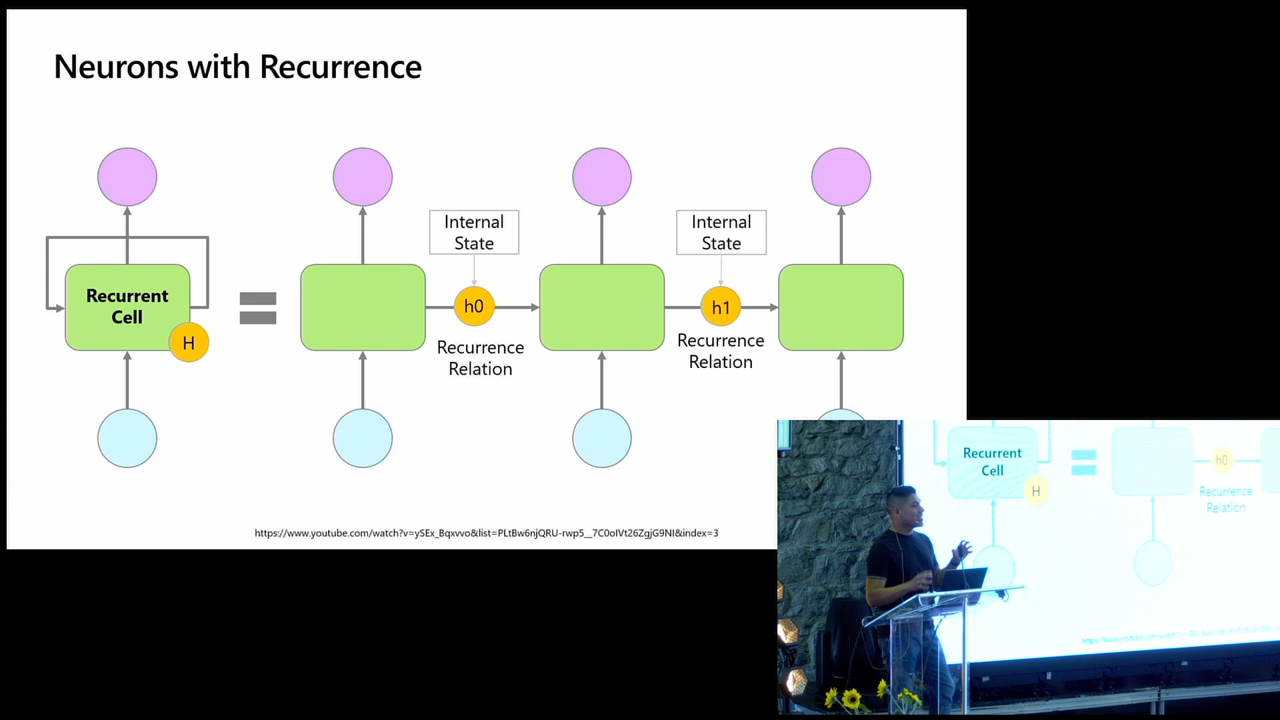 Neurons with Recurrence
Internal
State
Internal
State
Recurrent
Cell
H
h0
h1
Recurrence
Relation
Recurrence
Relation
https://www.youtube.com/watch?v=ySEx_Bqxvvo&list=PLtBw6njQRU-rwp5__7C0oIVt26ZgjG9NI&index=3
Recurrent
Cell
H
h0
Recurrence
Relation